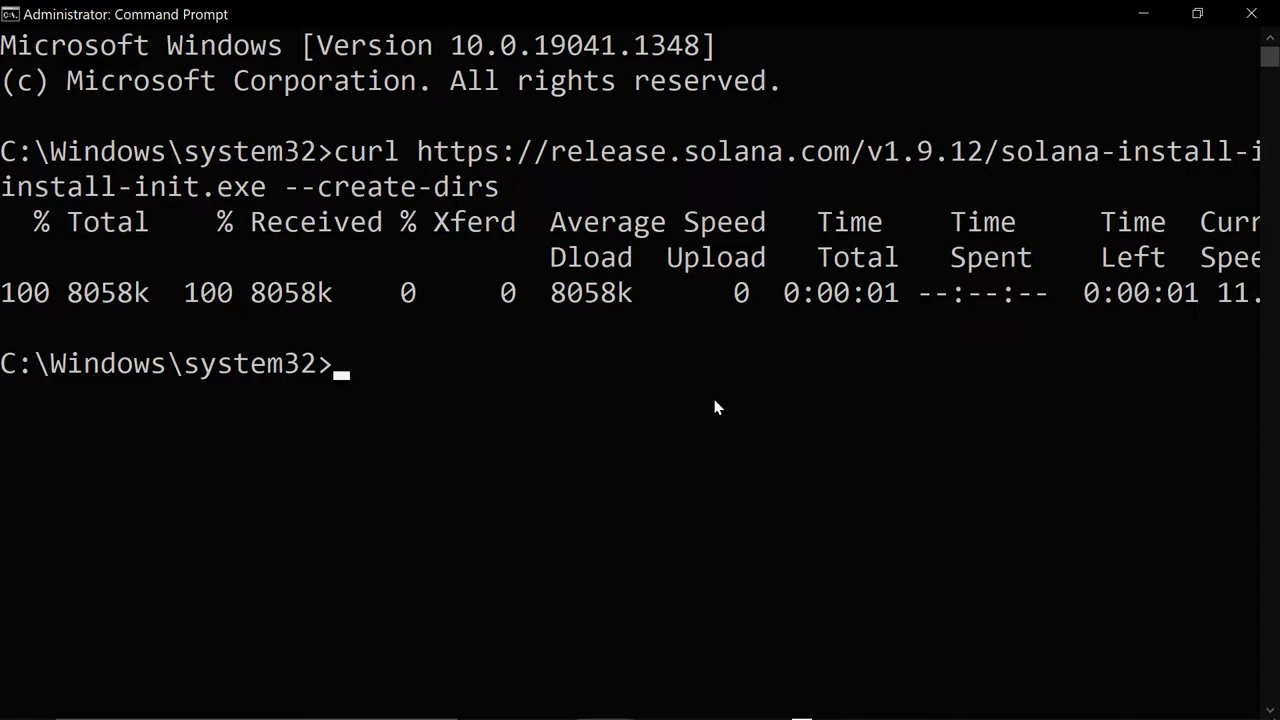 Administrator: Command Prompt
Microsoft Windows [Version 10.0.19041.1348]
(c) Microsoft Corporation. All rights reserved.
C:\Windows\system32>curl https://release.solana.com/v1.9.12/solana-install-i
install-init.exe --create-dirs
% Total % Received % Xferd Average Speed Time Time Time Curr
Dload Upload Total Spent Left Spee
100 8058k 100 8058k 0 0 8058k 0 0:00:01 --:--:-- 0:00:01 11.
C:\Windows\system32>